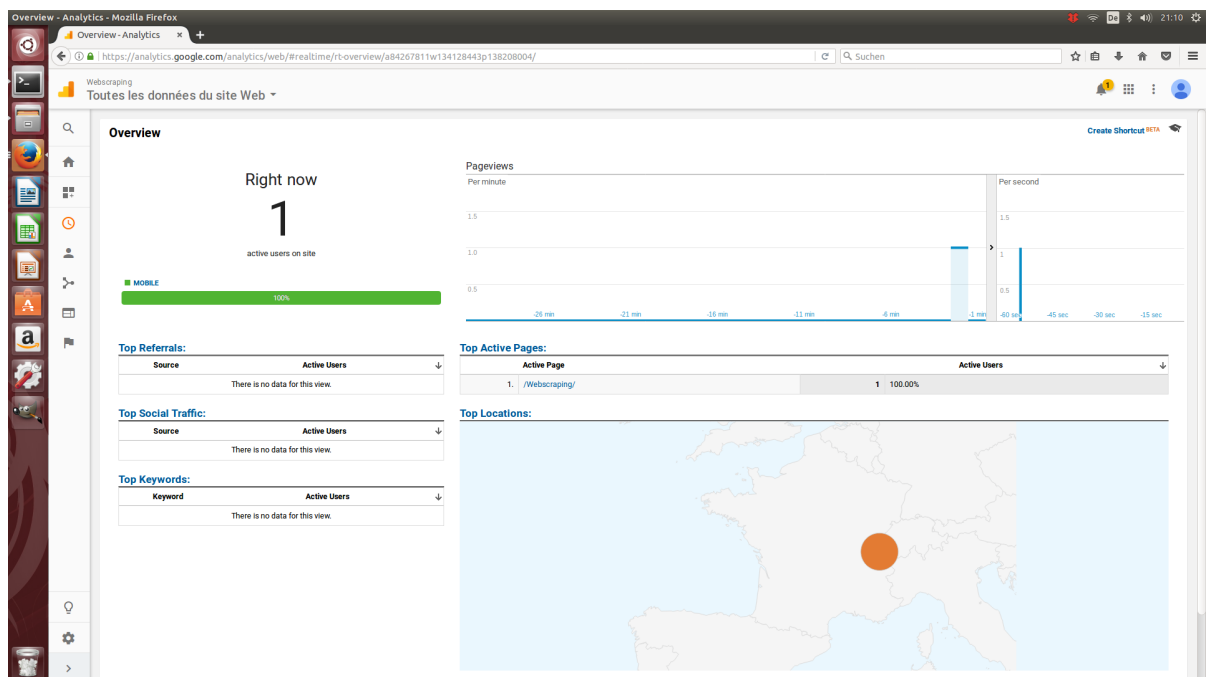 Overview - Analytics - Mozilla Firefox
De
21:10
Overview - Analytics × +
https://analytics.google.com/analytics/web/#realtime/rt-overview/a84267811w134128443p138208004/
Suchen
Webscraping
Toutes les données du site Web
1
Overview
Create Shortcut BETA
Right now
1
active users on site
MOBILE
100%
Pageviews
Per minute
Per second
1.5
1.0
0.5
-26 min -21 min -16 min -11 min -6 min -1 min
1.5
1
0.5
-60 sec -45 sec -30 sec -15 sec
Top Referrals:
Source Active Users
There is no data for this view.
Top Social Traffic:
Source Active Users
There is no data for this view.
Top Keywords:
Keyword Active Users
There is no data for this view.
Top Active Pages:
Active Page Active Users
1. /Webscraping/ 1 100.00%
Top Locations: